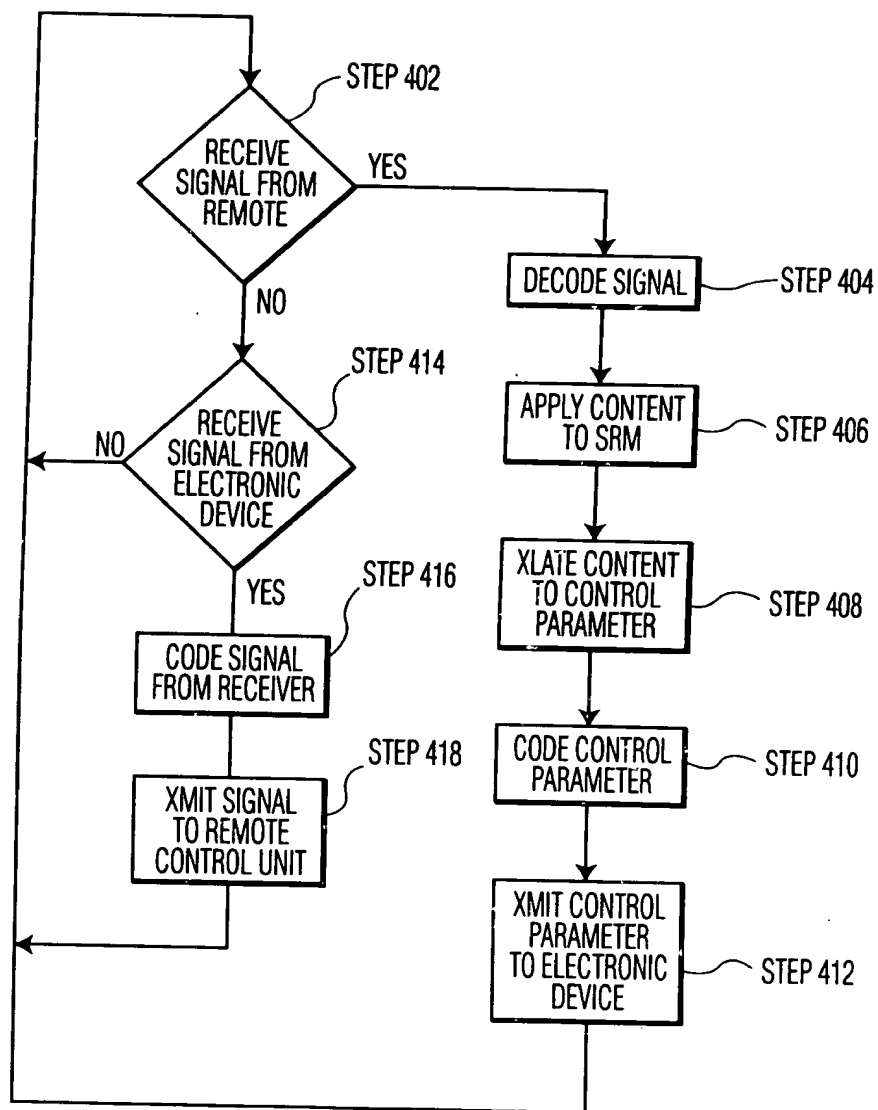 STEP 402
RECEIVE
SIGNAL FROM
REMOTE
YES
NO
DECODE SIGNAL
STEP 404
STEP 414
RECEIVE
SIGNAL FROM
ELECTRONIC
DEVICE
NO
YES
APPLY CONTENT
TO SRM
STEP 406
XLATE CONTENT
TO CONTROL
PARAMETER
STEP 408
STEP 416
CODE SIGNAL
FROM RECEIVER
CODE CONTROL
PARAMETER
STEP 410
STEP 418
XMIT SIGNAL
TO REMOTE
CONTROL UNIT
XMIT CONTROL
PARAMETER
TO ELECTRONIC
DEVICE
STEP 412